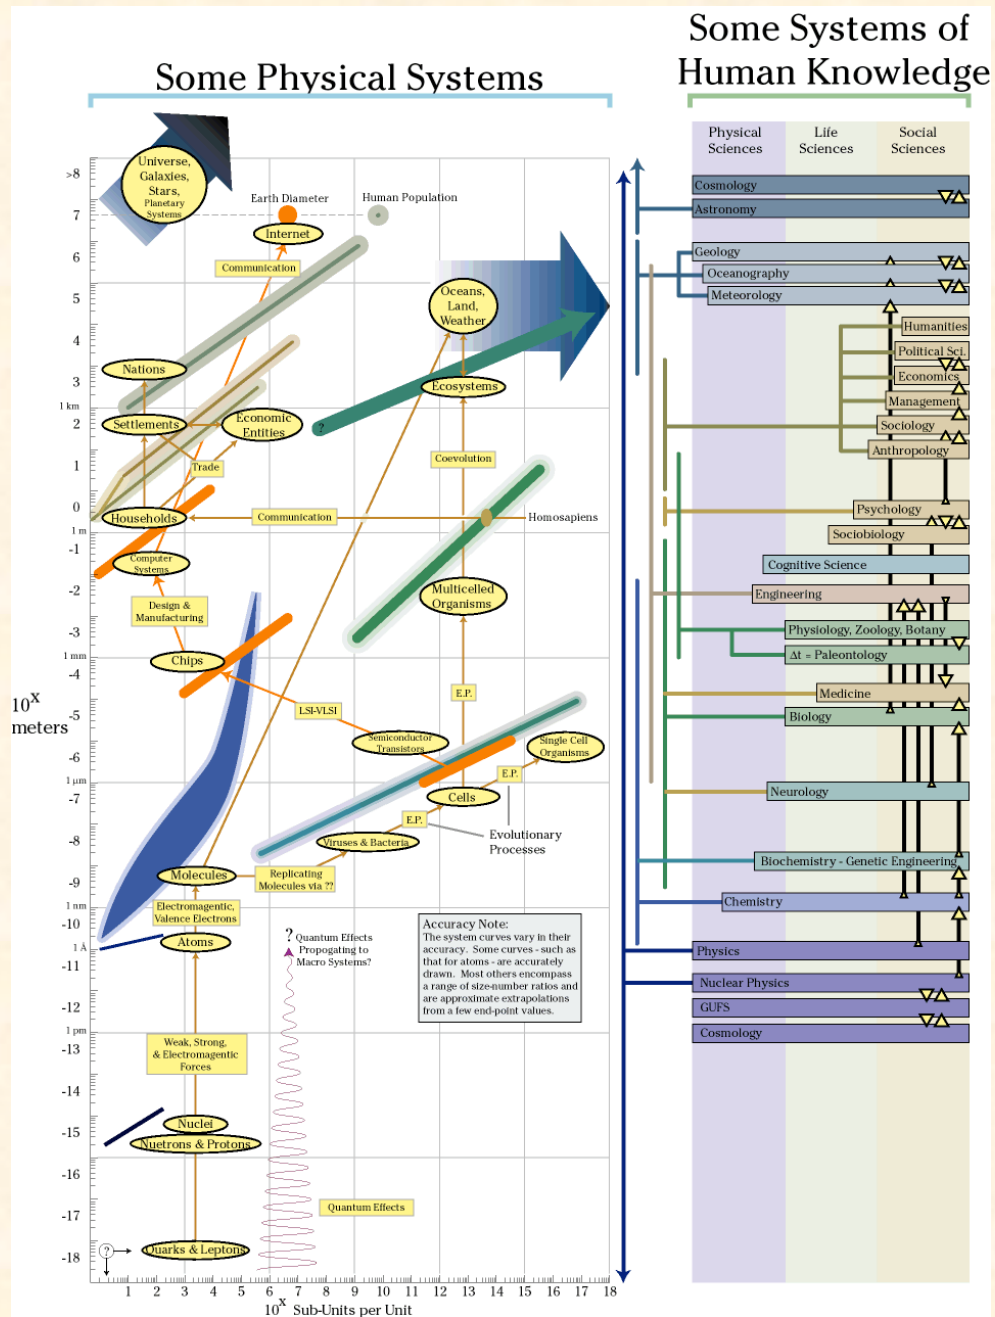 Some Systems of
Human Knowledge
Some Physical Systems
Physical
Sciences
Life
Sciences
Social
Sciences
Universe,
Galaxies,
Stars,
Planetary
Systems
Earth Diameter
Human Population
Internet
Communication
Oceans,
Land,
Weather
Nations
Ecosystems
Settlements
Economic
Entities
?
Trade
Coevolution
Households
Communication
Homosapiens
Computer
Systems
Design &
Manufacturing
Multicelled
Organisms
Chips
E.P.
LSI-VLSI
Semiconductor
Transistors
Single Cell
Organisms
E.P.
Cells
E.P.
Evolutionary
Processes
Viruses & Bacteria
Molecules
Replicating
Molecules via ??
Electromagentic,
Valence Electrons
Atoms
? Quantum Effects
Propogating to
Macro Systems?
Accuracy Note:
The system curves vary in their
accuracy. Some curves - such as
that for atoms - are accurately
drawn. Most others encompass
a range of size-number ratios and
are approximate extrapolations
from a few end-point values.
Weak, Strong,
& Electromagentic
Forces
Nuclei
Nuetrons & Protons
Quantum Effects
?
Quarks & Leptons
>8
7
6
5
4
3
1 km
2
1
0
1 m
-1
-2
-3
1 mm
-4
10x
meters
-5
-6
1 µm
-7
-8
-9
1 nm
-10
1 Å
-11
-12
1 pm
-13
-14
-15
-16
-17
-18
1 2 3 4 5 6 7 8 9 10 11 12 13 14 15 16 17 18
10x Sub-Units per Unit
Cosmology
Astronomy
Geology
Oceanography
Meteorology
Humanities
Political Sci.
Economics
Management
Sociology
Anthropology
Psychology
Sociobiology
Cognitive Science
Engineering
Physiology, Zoology, Botany
Δt = Paleontology
Medicine
Biology
Neurology
Biochemistry - Genetic Engineering
Chemistry
Physics
Nuclear Physics
GUFS
Cosmology